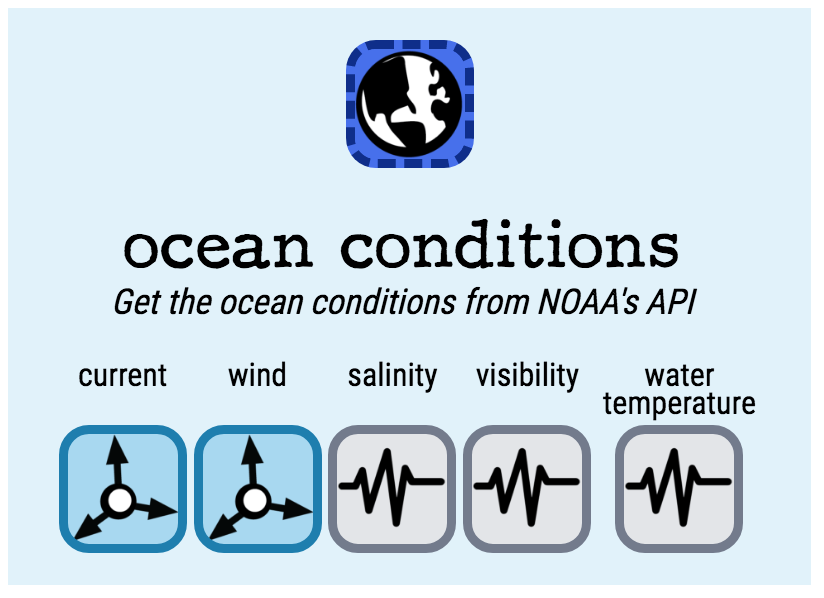 ocean conditions
Get the ocean conditions from NOAA's API
current
wind
salinity
visibility
water
temperature